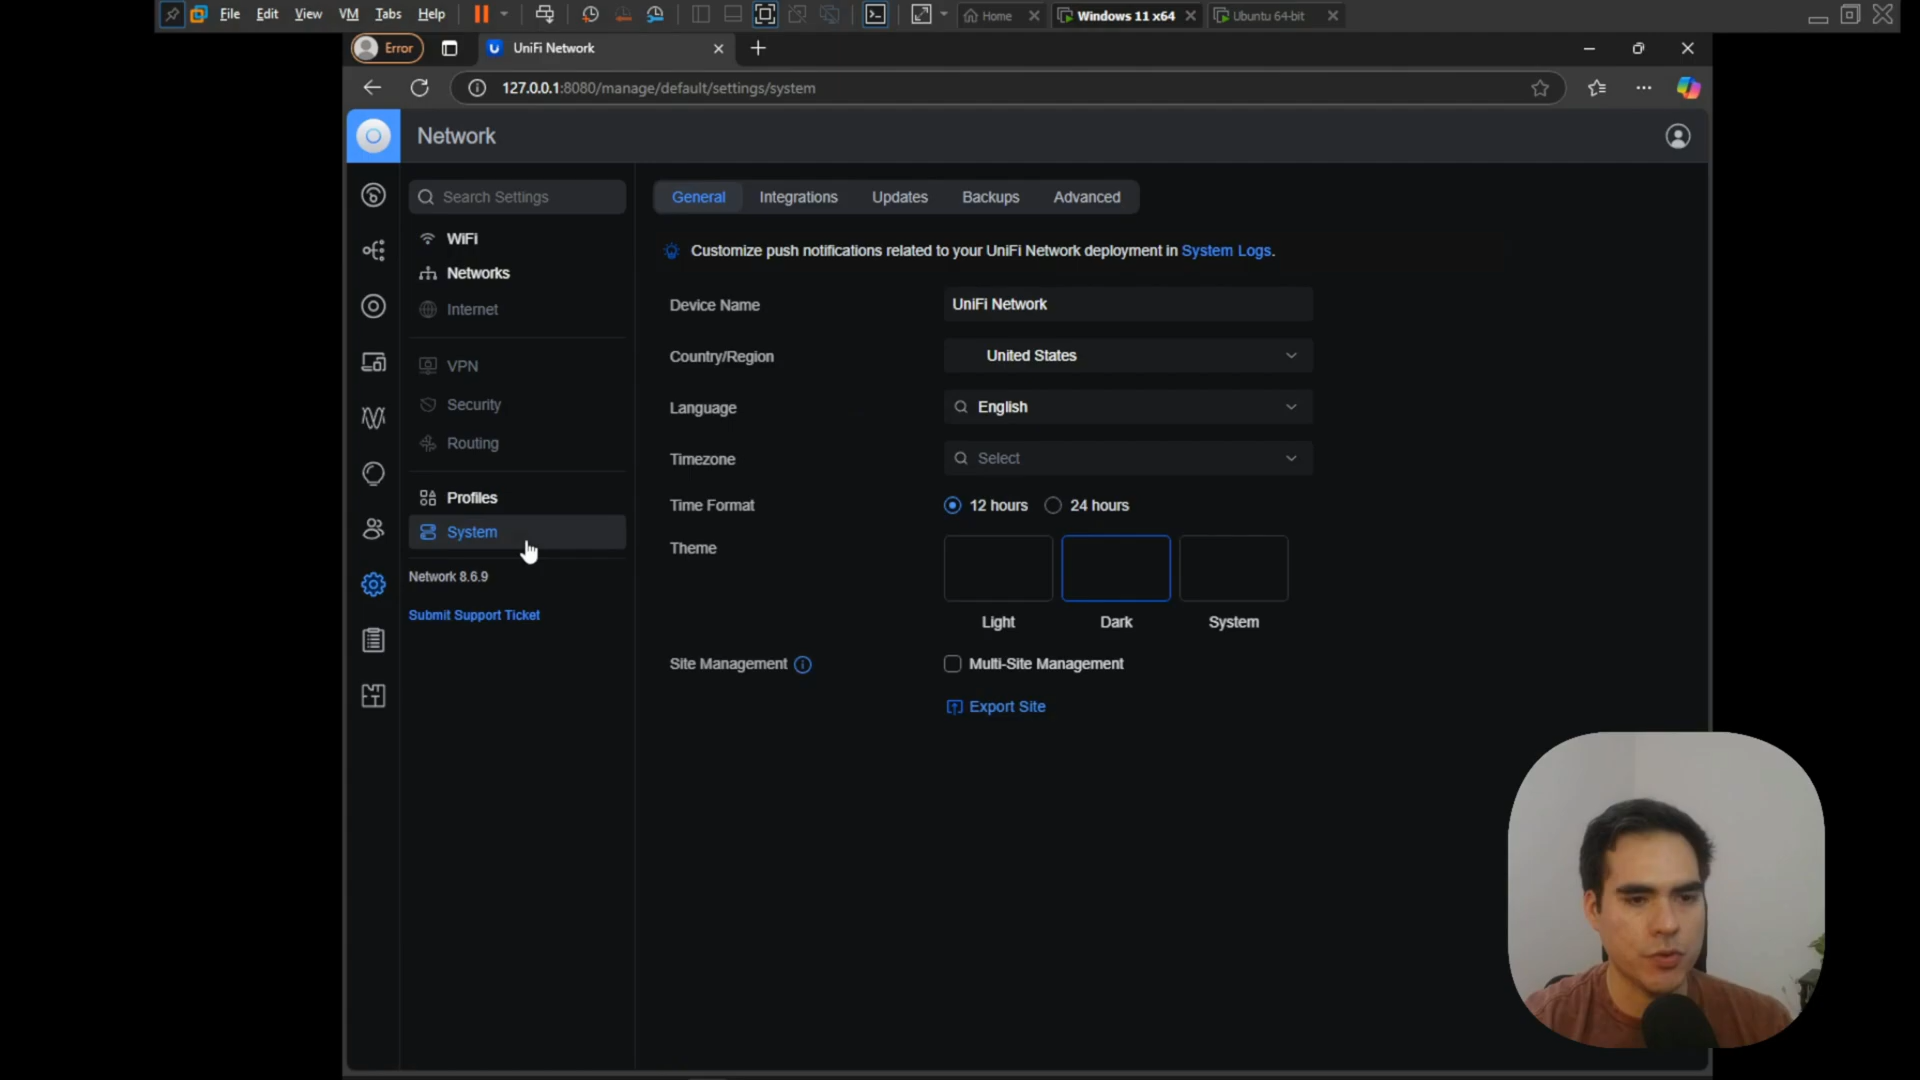 File Edit View VM Tabs Help Home Windows 11 x64 Ubuntu 64-bit
Error UniFi Network
127.0.0.1:8080/manage/default/settings/system
Network
Search Settings
WiFi
Networks
Internet
VPN
Security
Routing
Profiles
System
Network 8.6.9
Submit Support Ticket
General Integrations Updates Backups Advanced
Customize push notifications related to your UniFi Network deployment in System Logs.
Device Name UniFi Network
Country/Region United States
Language English
Timezone Select
Time Format 12 hours 24 hours
Theme
Light Dark System
Site Management Multi-Site Management
Export Site